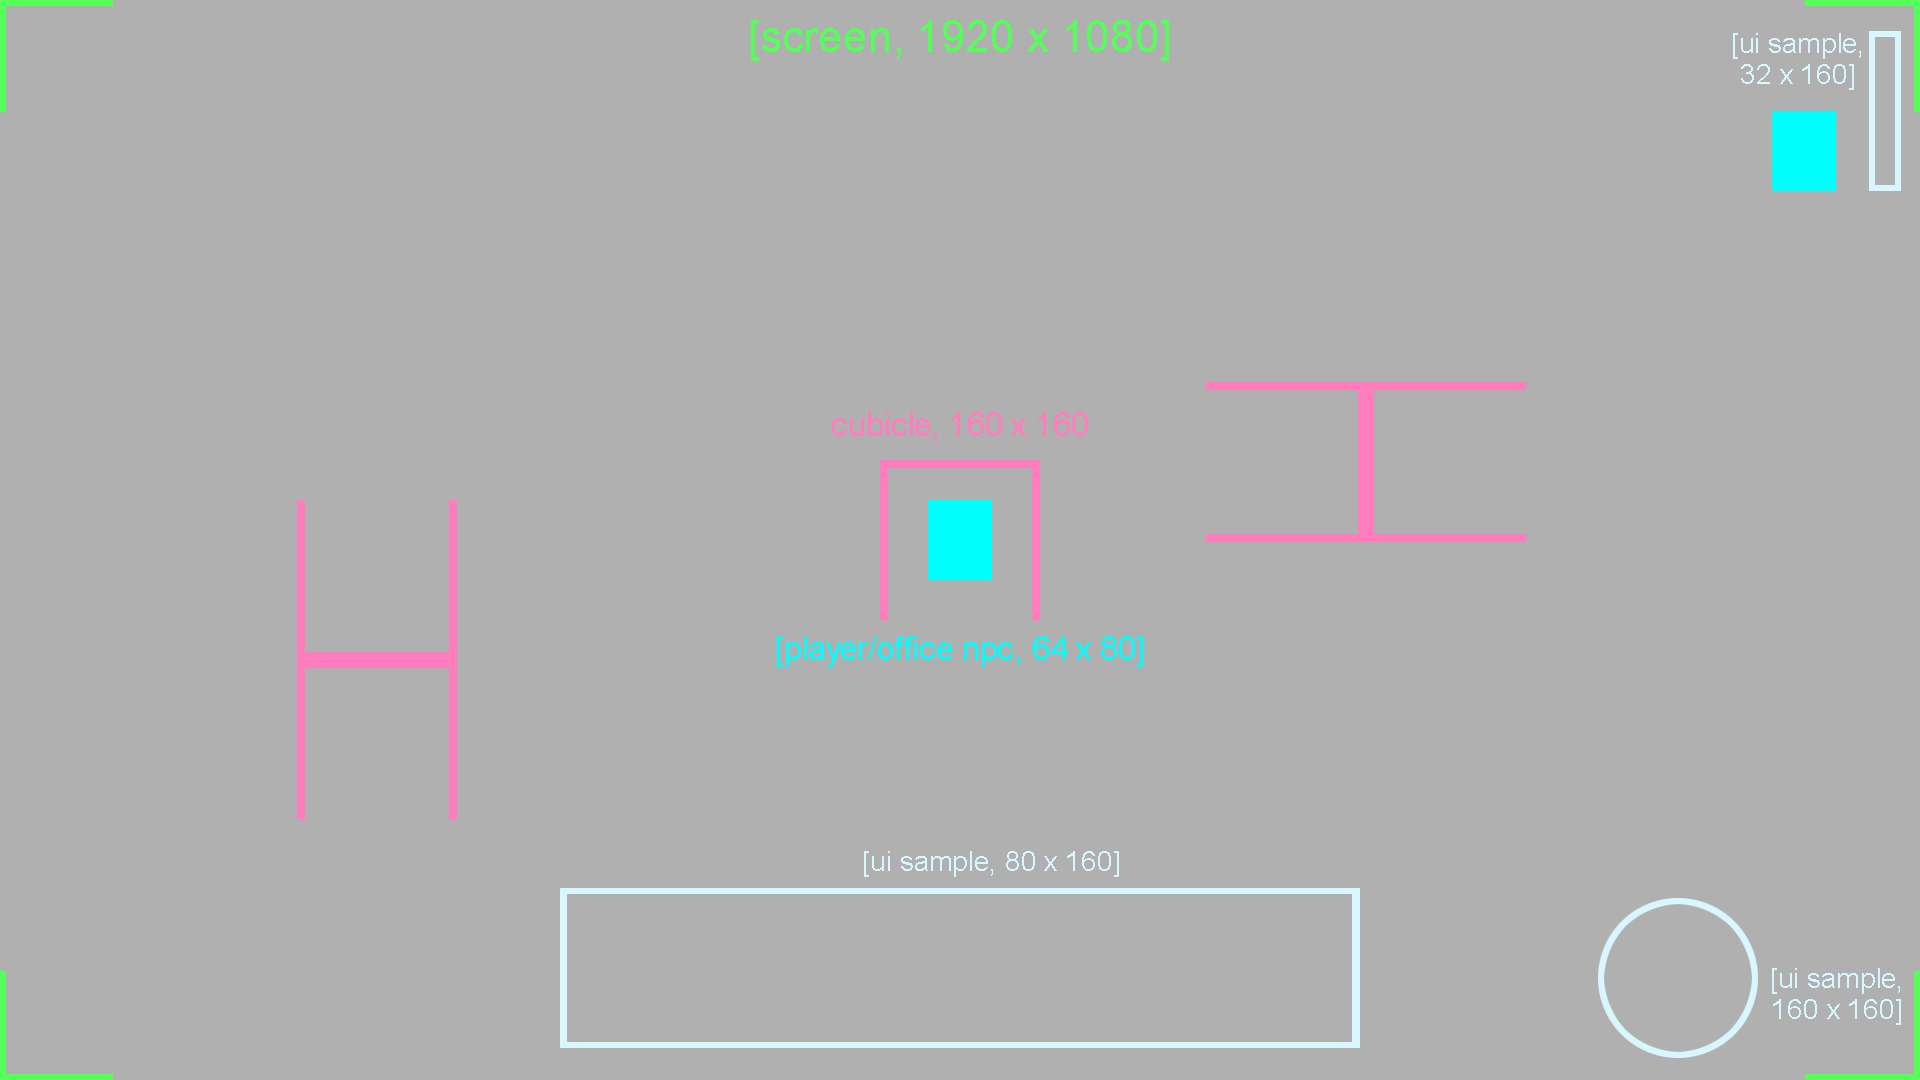 [screen, 1920 x 1080]
[ui sample,
32 x 160]
cubicle, 160 x 160
[player/office npc, 64 x 80]
[ui sample, 80 x 160]
[ui sample,
160 x 160]